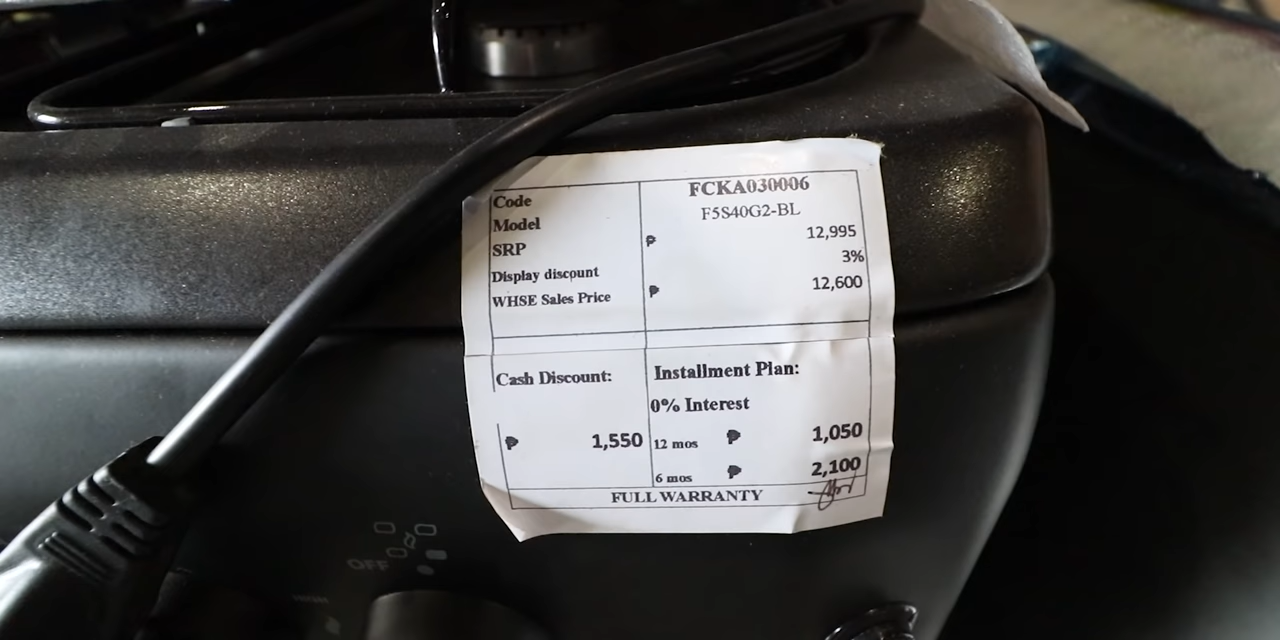 Code FCKA030006
Model F5S40G2-BL
SRP ₱ 12,995
Display discount 3%
WHSE Sales Price ₱ 12,600
Cash Discount: Installment Plan:
0% Interest
₱ 1,550 12 mos ₱ 1,050
6 mos ₱ 2,100
FULL WARRANTY
OFF